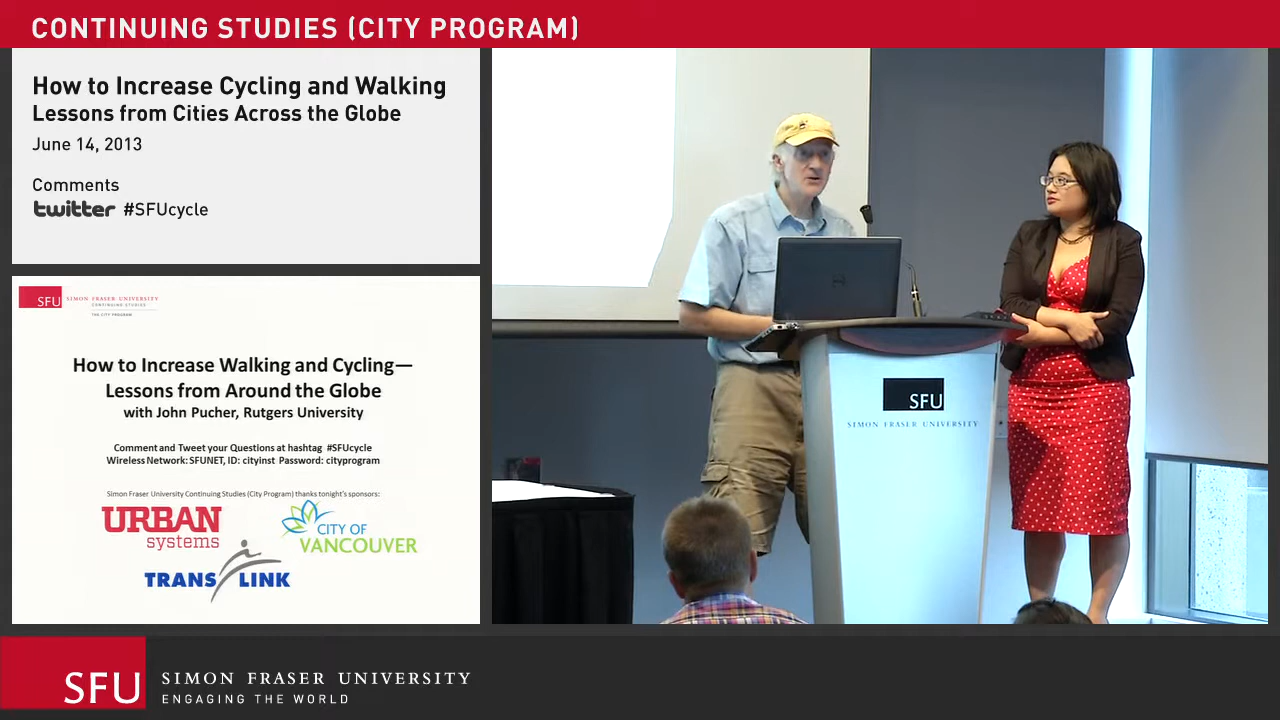 CONTINUING STUDIES (CITY PROGRAM)
How to Increase Cycling and Walking
Lessons from Cities Across the Globe
June 14, 2013
Comments
twitter #SFUcycle
SFU SIMON FRASER UNIVERSITY
CONTINUING STUDIES
THE CITY PROGRAM
How to Increase Walking and Cycling—
Lessons from Around the Globe
with John Pucher, Rutgers University
Comment and Tweet your Questions at hashtag #SFUcycle
Wireless Network: SFUNET, ID: cityinst Password: cityprogram
Simon Fraser University Continuing Studies (City Program) thanks tonight's sponsors:
URBAN
systems
CITY OF
VANCOUVER
TRANS LINK
SFU
SIMON FRASER UNIVERSITY
SFU SIMON FRASER UNIVERSITY
ENGAGING THE WORLD